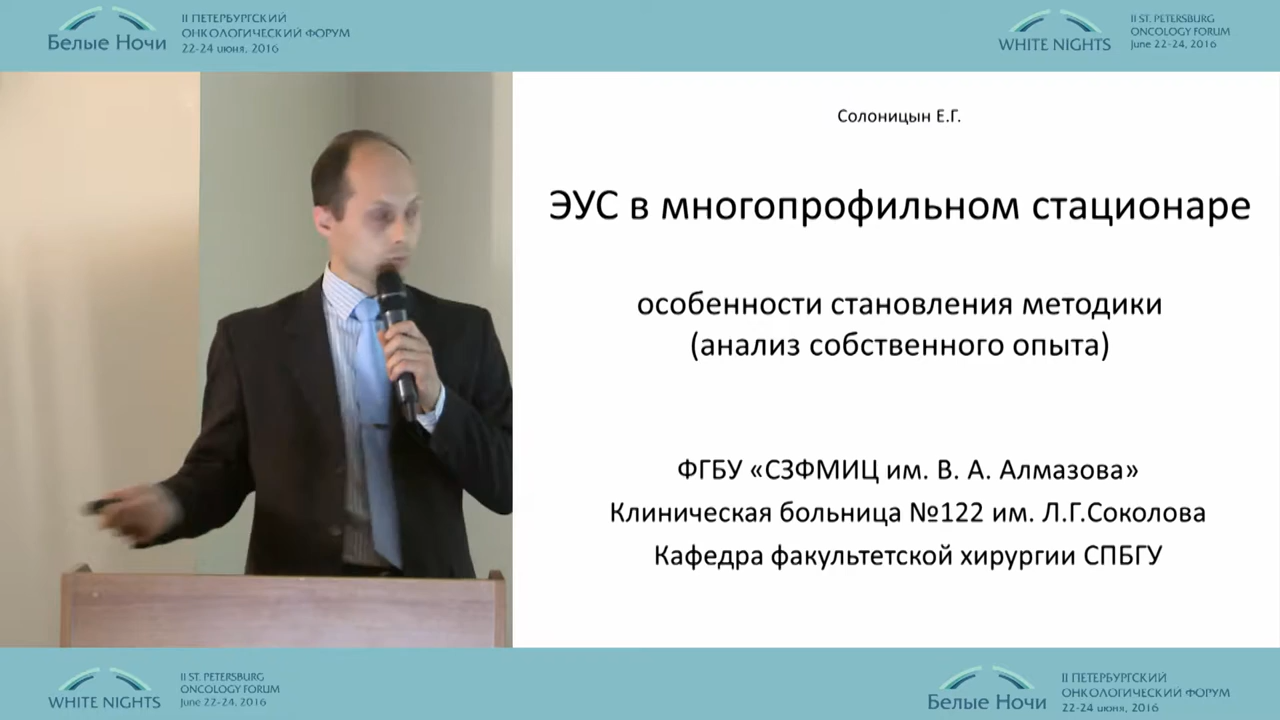 Белые Ночи
II ПЕТЕРБУРГСКИЙ
ОНКОЛОГИЧЕСКИЙ ФОРУМ
22-24 июня, 2016
WHITE NIGHTS
II ST. PETERSBURG
ONCOLOGY FORUM
June 22-24, 2016
Солоницын Е.Г.
ЭУС в многопрофильном стационаре
особенности становления методики
(анализ собственного опыта)
ФГБУ «СЗФМИЦ им. В. А. Алмазова»
Клиническая больница №122 им. Л.Г.Соколова
Кафедра факультетской хирургии СПБГУ
WHITE NIGHTS
II ST. PETERSBURG
ONCOLOGY FORUM
June 22-24, 2016
Белые Ночи
II ПЕТЕРБУРГСКИЙ
ОНКОЛОГИЧЕСКИЙ ФОРУМ
22-24 июня, 2016